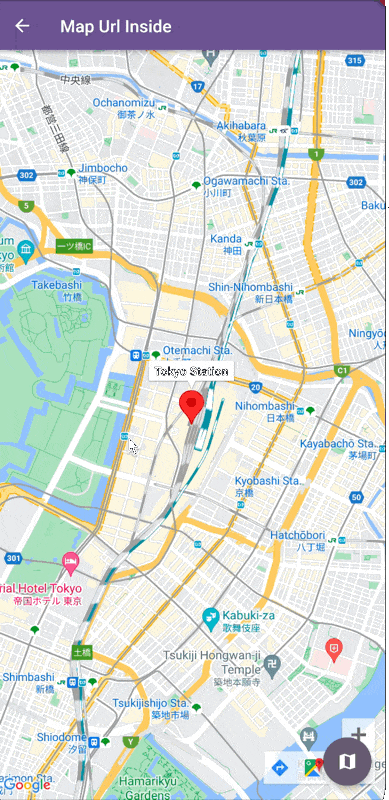 Map Url Inside
315
中央線
17
Ochanomizu
御茶ノ水
Akihabara
秋葉原
都営三田線
1
302
Jimbocho
神保町
302
Ogawamachi Sta.
小川町
5
Kanda
神田
一ツ橋IC
Takebashi
竹橋
Shin-Nihombashi
新日本橋
Otemachi Sta.
Tokyo Station
C1
20
Nihombashi
日本橋
Kayabachō Sta.
茅場町
Kyobashi Sta.
京橋
50
Hatchōbori
八丁堀
301
rial Hotel Tokyo
帝国ホテル 東京
Kabuki-za
歌舞伎座
土橋
Tsukiji Hongwan-ji
Temple
築地本願寺
Shimbashi
新橋
Tsukijishijo Sta.
築地市場
Shiodome
汐留
Y
Hamarikyu
Gardens
Google